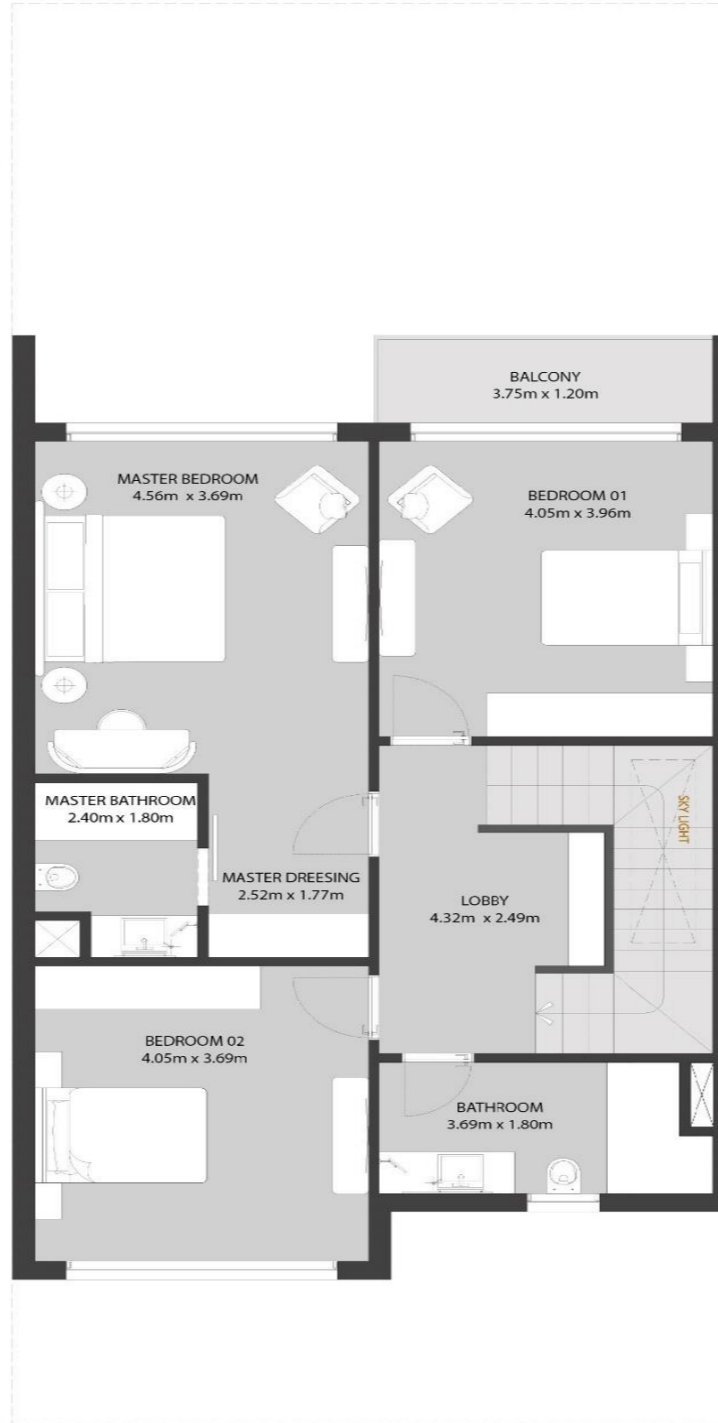 BALCONY
3.75m x 1.20m
MASTER BEDROOM
4.56m x 3.69m
BEDROOM 01
4.05m x 3.96m
SKY LIGHT
MASTER BATHROOM
2.40m x 1.80m
MASTER DREESING
2.52m x 1.77m
LOBBY
4.32m x 2.49m
BEDROOM 02
4.05m x 3.69m
BATHROOM
3.69m x 1.80m